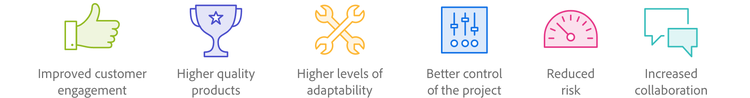 Improved customer
engagement
Higher quality
products
Higher levels of
adaptability
Better control
of the project
Reduced
risk
Increased
collaboration